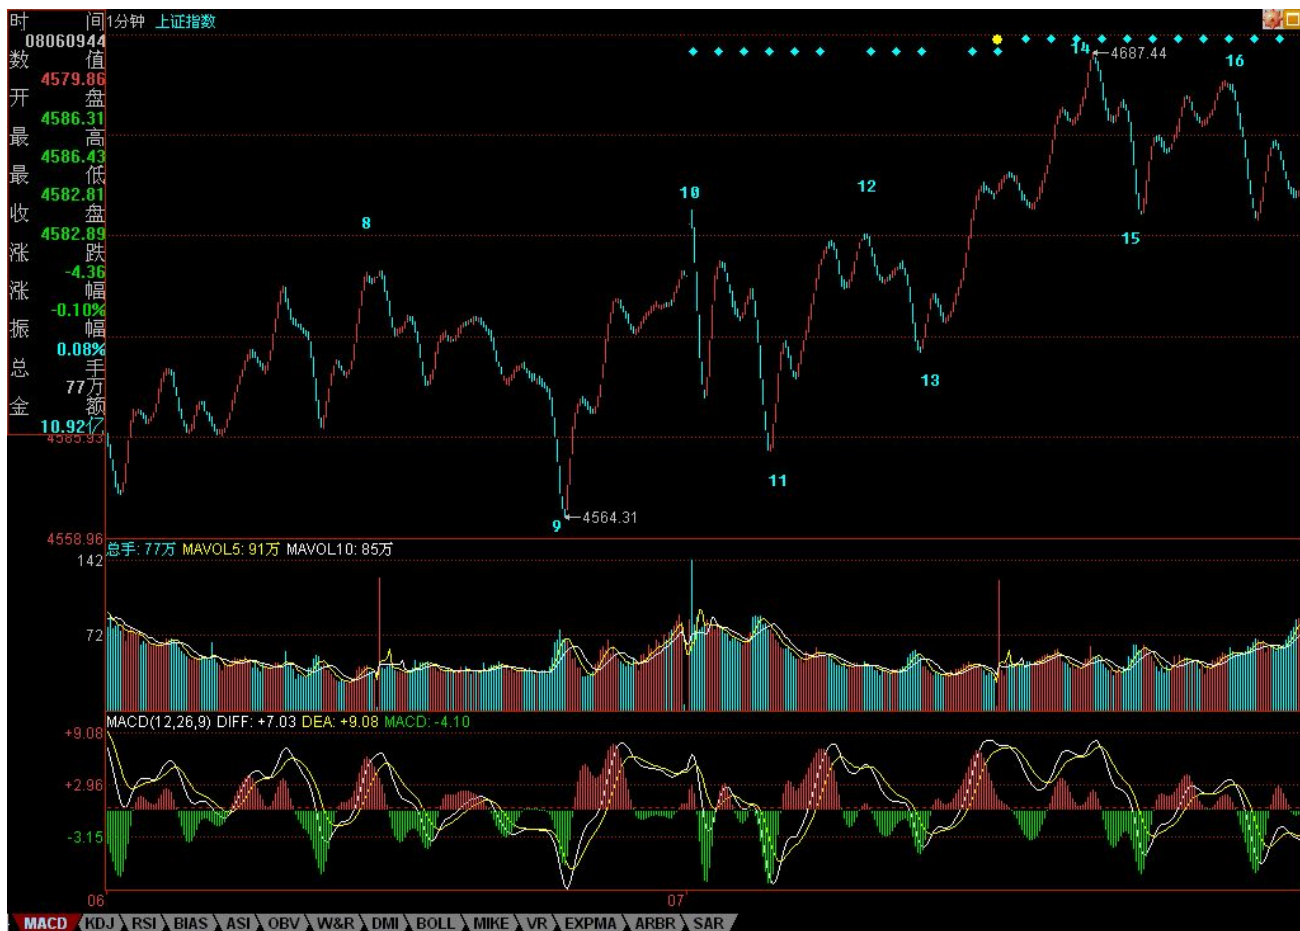 时 间
08060944
数 值
4579.86
开 盘
4586.31
最 高
4586.43
最 低
4582.81
收 盘
4582.89
涨 跌
-4.36
涨 幅
-0.10%
振 幅
0.08%
总 手
77万
金 额
10.92亿
1分钟 上证指数
14
4687.44
16
8
10
12
15
13
11
9
4564.31
4585.93
4558.96
总手: 77万 MAVOL5: 91万 MAVOL10: 85万
142
72
MACD(12,26,9) DIFF: +7.03 DEA: +9.08 MACD: -4.10
+9.08
+2.96
-3.15
06 07
MACD KDJ RSI BIAS ASI OBV W&R DMI BOLL MIKE VR EXPMA ARBR SAR